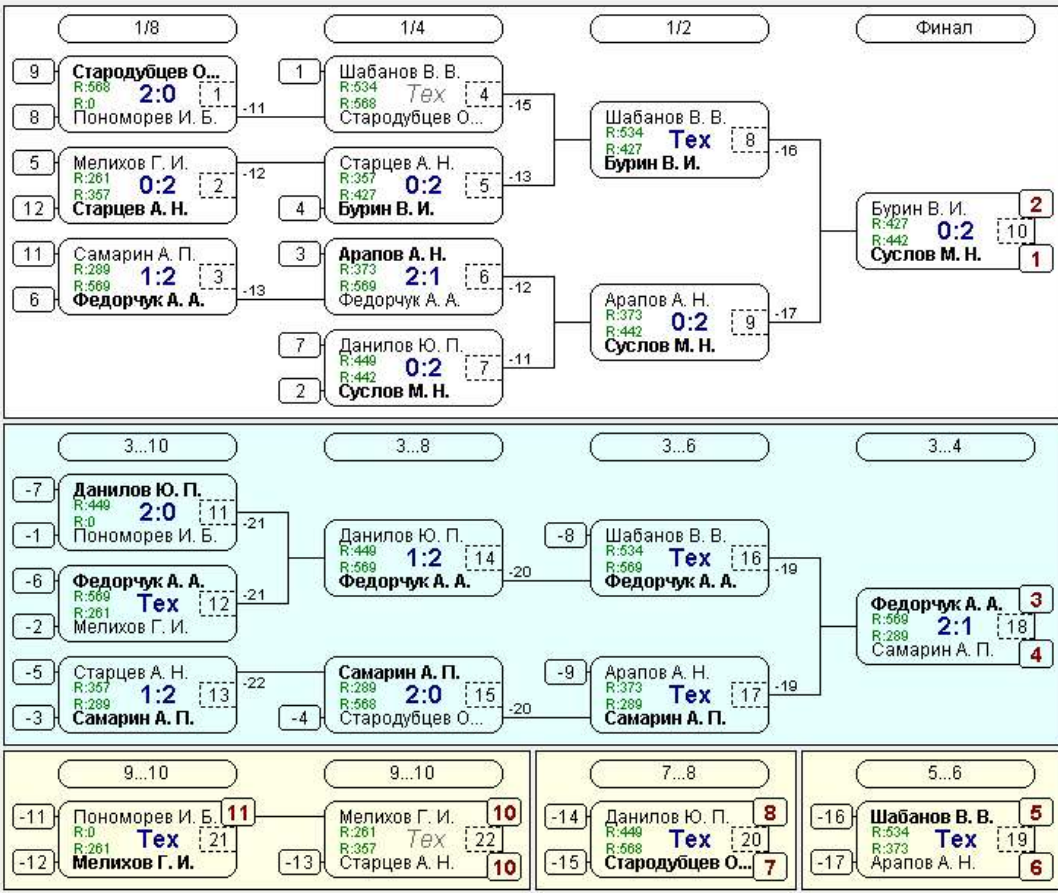 1/8 1/4 1/2 Финал
9 Стародубцев О... 1 Шабанов В. В.
R:568 2:0 1 R:534 Тех 4
R:0 -11 R:568 -15
8 Пономорев И. Б. Стародубцев О...
Шабанов В. В.
R:534 Тех 8
R:427 -16
Бурин В. И.
5 Мелихов Г. И. Старцев А. Н.
R:261 0:2 2 R:357 0:2 5
R:357 -12 R:427 -13
12 Старцев А. Н. 4 Бурин В. И.
Бурин В. И. 2
R:427 0:2 10
R:442
Суслов М. Н. 1
11 Самарин А. П. 3 Арапов А. Н.
R:289 1:2 3 R:373 2:1 6
R:569 -13 R:569 -12
6 Федорчук А. А. Федорчук А. А.
Арапов А. Н.
R:373 0:2 9
R:442 -17
Суслов М. Н.
7 Данилов Ю. П.
R:449 0:2 7
R:442 -11
2 Суслов М. Н.
3...10 3...8 3...6 3...4
-7 Данилов Ю. П.
R:449 2:0 11
R:0 -21
-1 Пономорев И. Б.
Данилов Ю. П. -8 Шабанов В. В.
R:449 1:2 14 R:534 Тех 16
R:569 -20 R:569 -19
Федорчук А. А. Федорчук А. А.
-6 Федорчук А. А.
R:569 Тех 12
R:261 -21
-2 Мелихов Г. И.
Федорчук А. А. 3
R:569 2:1 18
R:289
Самарин А. П. 4
-5 Старцев А. Н. Самарин А. П. -9 Арапов А. Н.
R:357 1:2 13 R:289 2:0 15 R:373 Тех 17
R:289 -22 R:568 -20 R:289 -19
-3 Самарин А. П. -4 Стародубцев О... Самарин А. П.
9...10 9...10 7...8 5...6
-11 Пономорев И. Б. 11 Мелихов Г. И. 10 -14 Данилов Ю. П. 8 -16 Шабанов В. В. 5
R:0 Тех 21 R:261 Тех 22 R:449 Тех 20 R:534 Тех 19
R:261 R:357 R:568 R:373
-12 Мелихов Г. И. -13 Старцев А. Н. 10 -15 Стародубцев О... 7 -17 Арапов А. Н. 6